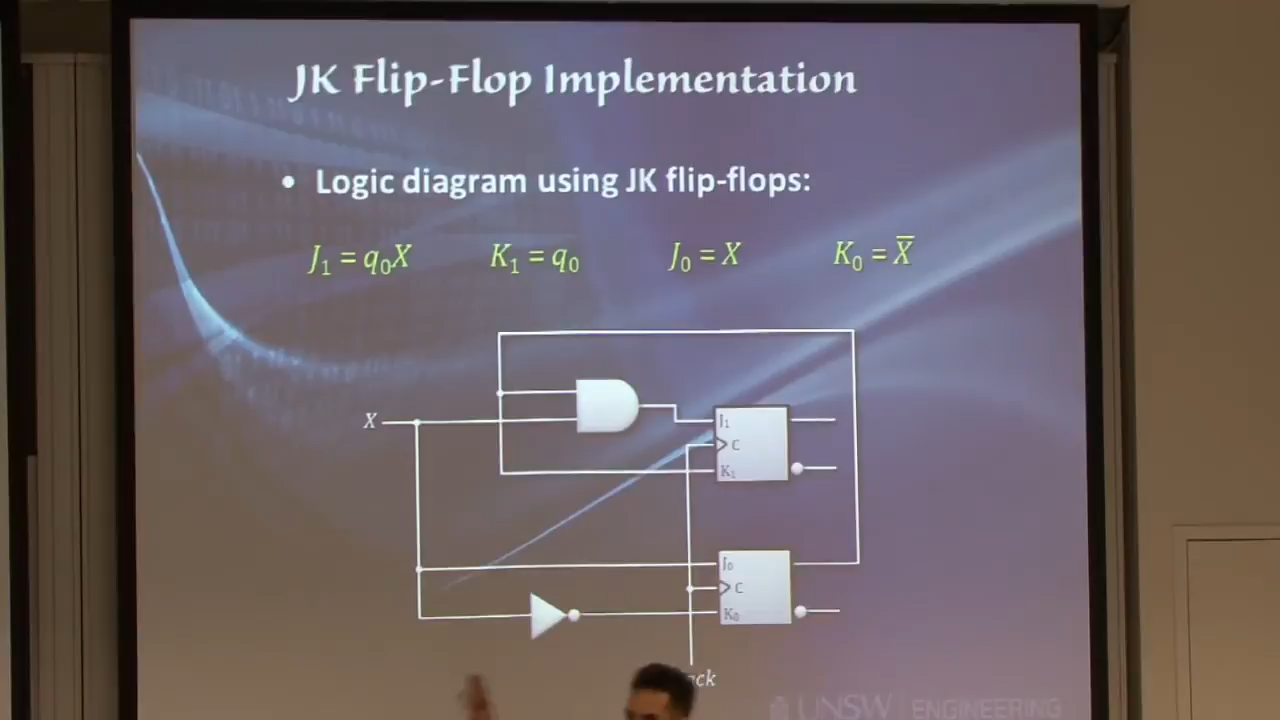 JK Flip-Flop Implementation
• Logic diagram using JK flip-flops:
J₁ = q₀X K₁ = q₀ J₀ = X K₀ = X̅
X
J₁
C
K₁
J₀
C
K₀
UNSW | ENGINEERING